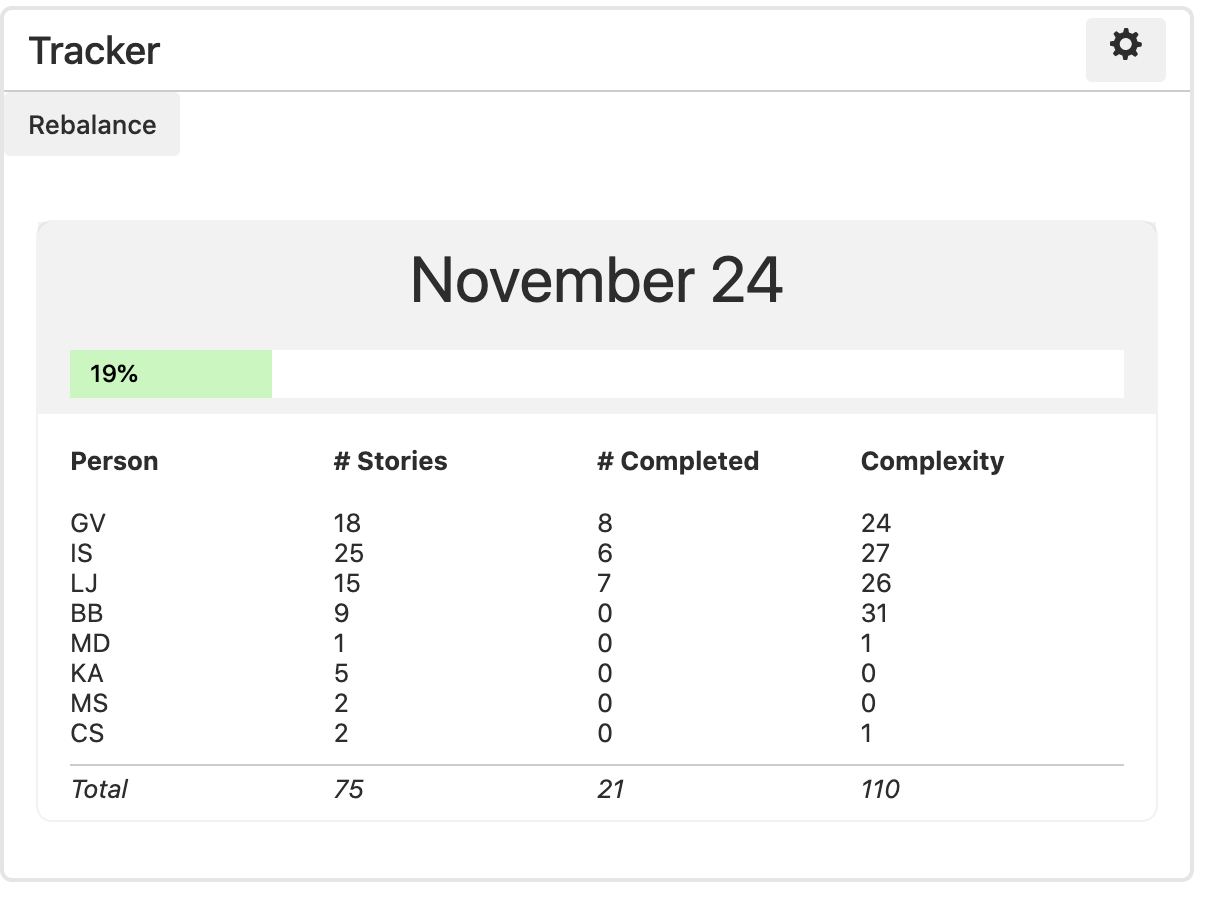 Tracker
Rebalance
November 24
19%
Person # Stories # Completed Complexity
GV 18 8 24
IS 25 6 27
LJ 15 7 26
BB 9 0 31
MD 1 0 1
KA 5 0 0
MS 2 0 0
CS 2 0 1
Total 75 21 110